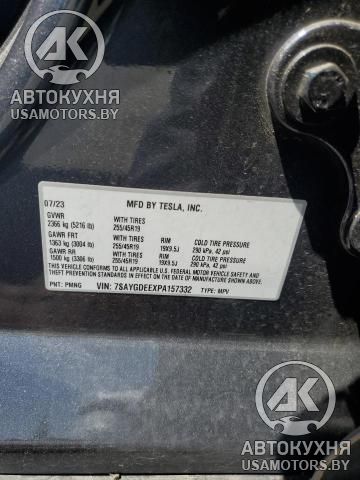 АК
АВТОКУХНЯ
USAMOTORS.BY
07/23
MFD BY TESLA, INC.
GVWR
2366 kg (5216 lb)
WITH TIRES
255/45R19
GAWR FRT
1363 kg (3004 lb)
WITH TIRES
255/45R19
RIM
19X9.5J
COLD TIRE PRESSURE
290 kPa, 42 psi
GAWR RR
1500 kg (3306 lb)
WITH TIRES
255/45R19
RIM
19X9.5J
COLD TIRE PRESSURE
290 kPa, 42 psi
THIS VEHICLE CONFORMS TO ALL APPLICABLE U.S. FEDERAL MOTOR VEHICLE SAFETY AND
THEFT PREVENTION STANDARDS IN EFFECT ON THE DATE OF MANUFACTURE SHOWN ABOVE.
PNT: PMNG
VIN: 7SAYGDEEXPA157332
TYPE: MPV
АК
АВТОКУХНЯ
USAMOTORS.BY